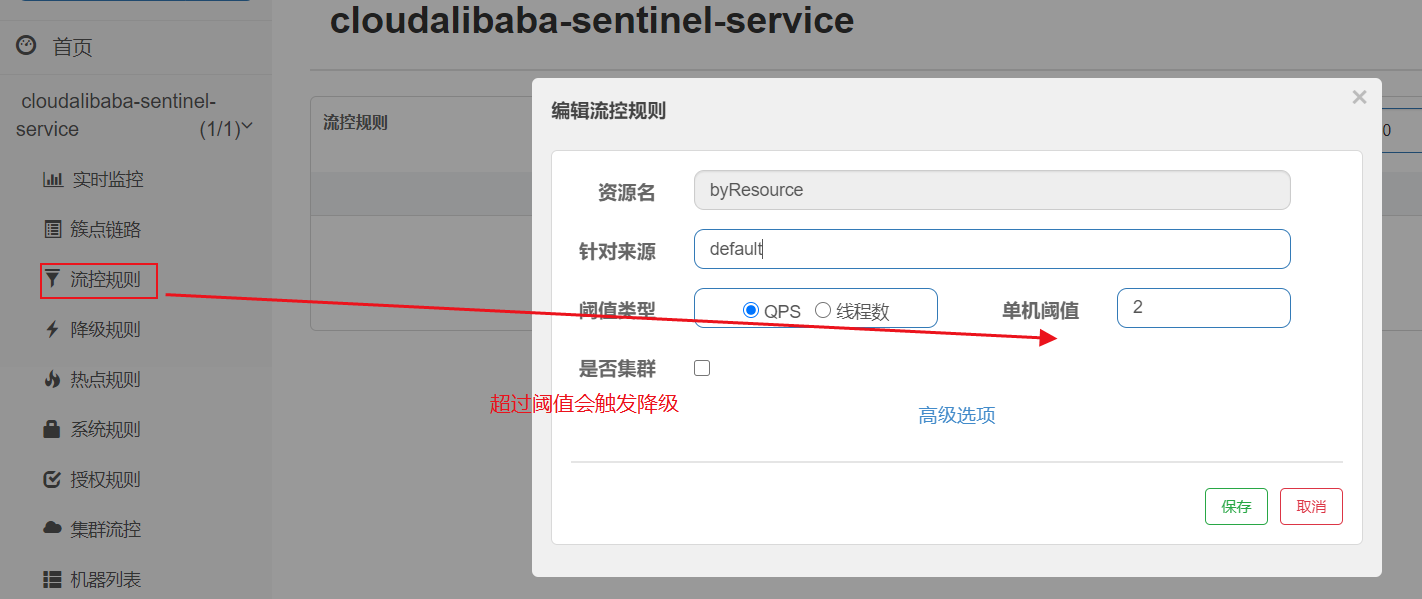 cloudalibaba-sentinel-service
首页
cloudalibaba-sentinel-
service (1/1)
实时监控
簇点链路
流控规则
降级规则
热点规则
系统规则
授权规则
集群流控
机器列表
流控规则
0
编辑流控规则
×
资源名 byResource
针对来源 default
阈值类型 QPS 线程数 单机阈值 2
是否集群
超过阈值会触发降级
高级选项
保存 取消